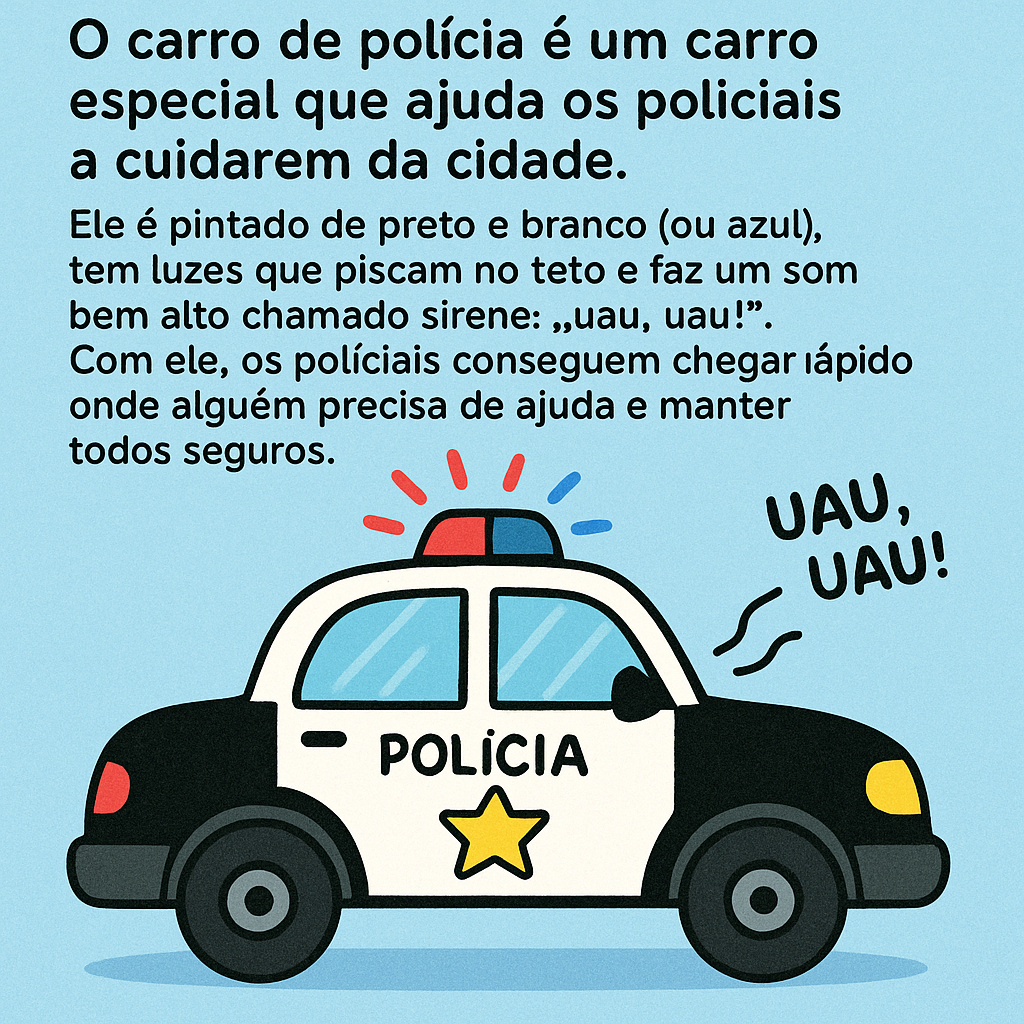 O carro de polícia é um carro
especial que ajuda os policiais
a cuidarem da cidade.
Ele é pintado de preto e branco (ou azul),
tem luzes que piscam no teto e faz um som
bem alto chamado sirene: „uau, uau!”.
Com ele, os políciais conseguem chegar ıápido
onde alguém precisa de ajuda e manter
todos seguros.
UAU,
UAU!
POLÍCIA